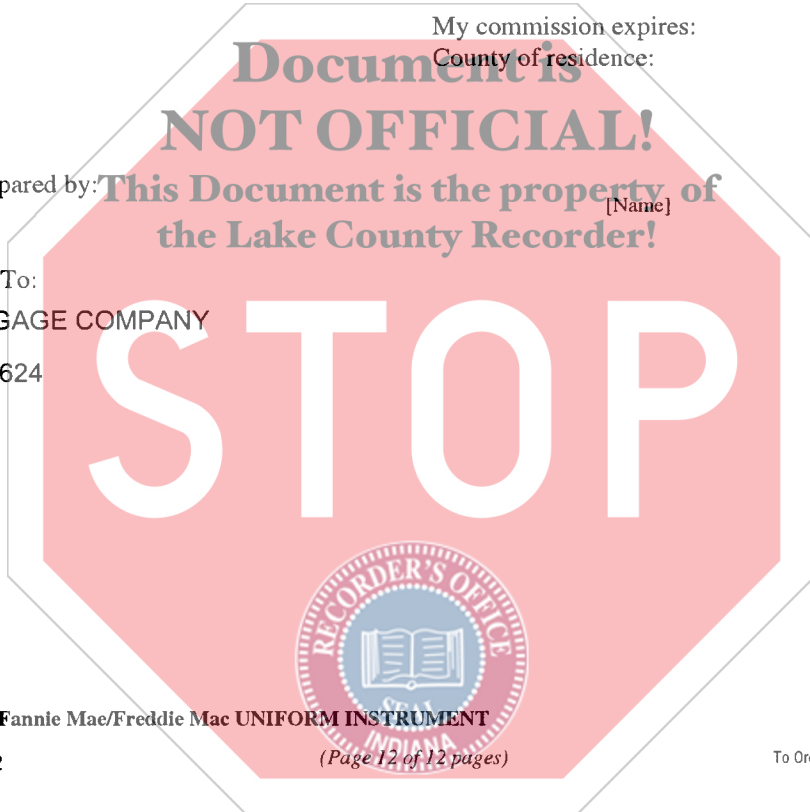 My commission expires:
Document is
County of residence:
NOT OFFICIAL!
pared by:
This Document is the property of
[Name]
the Lake County Recorder!
To:
GAGE COMPANY
624
STOP
RECORDER'S OFFICE
SEAL
INDIANA
Fannie Mae/Freddie Mac UNIFORM INSTRUMENT
(Page 12 of 12 pages)
To Or